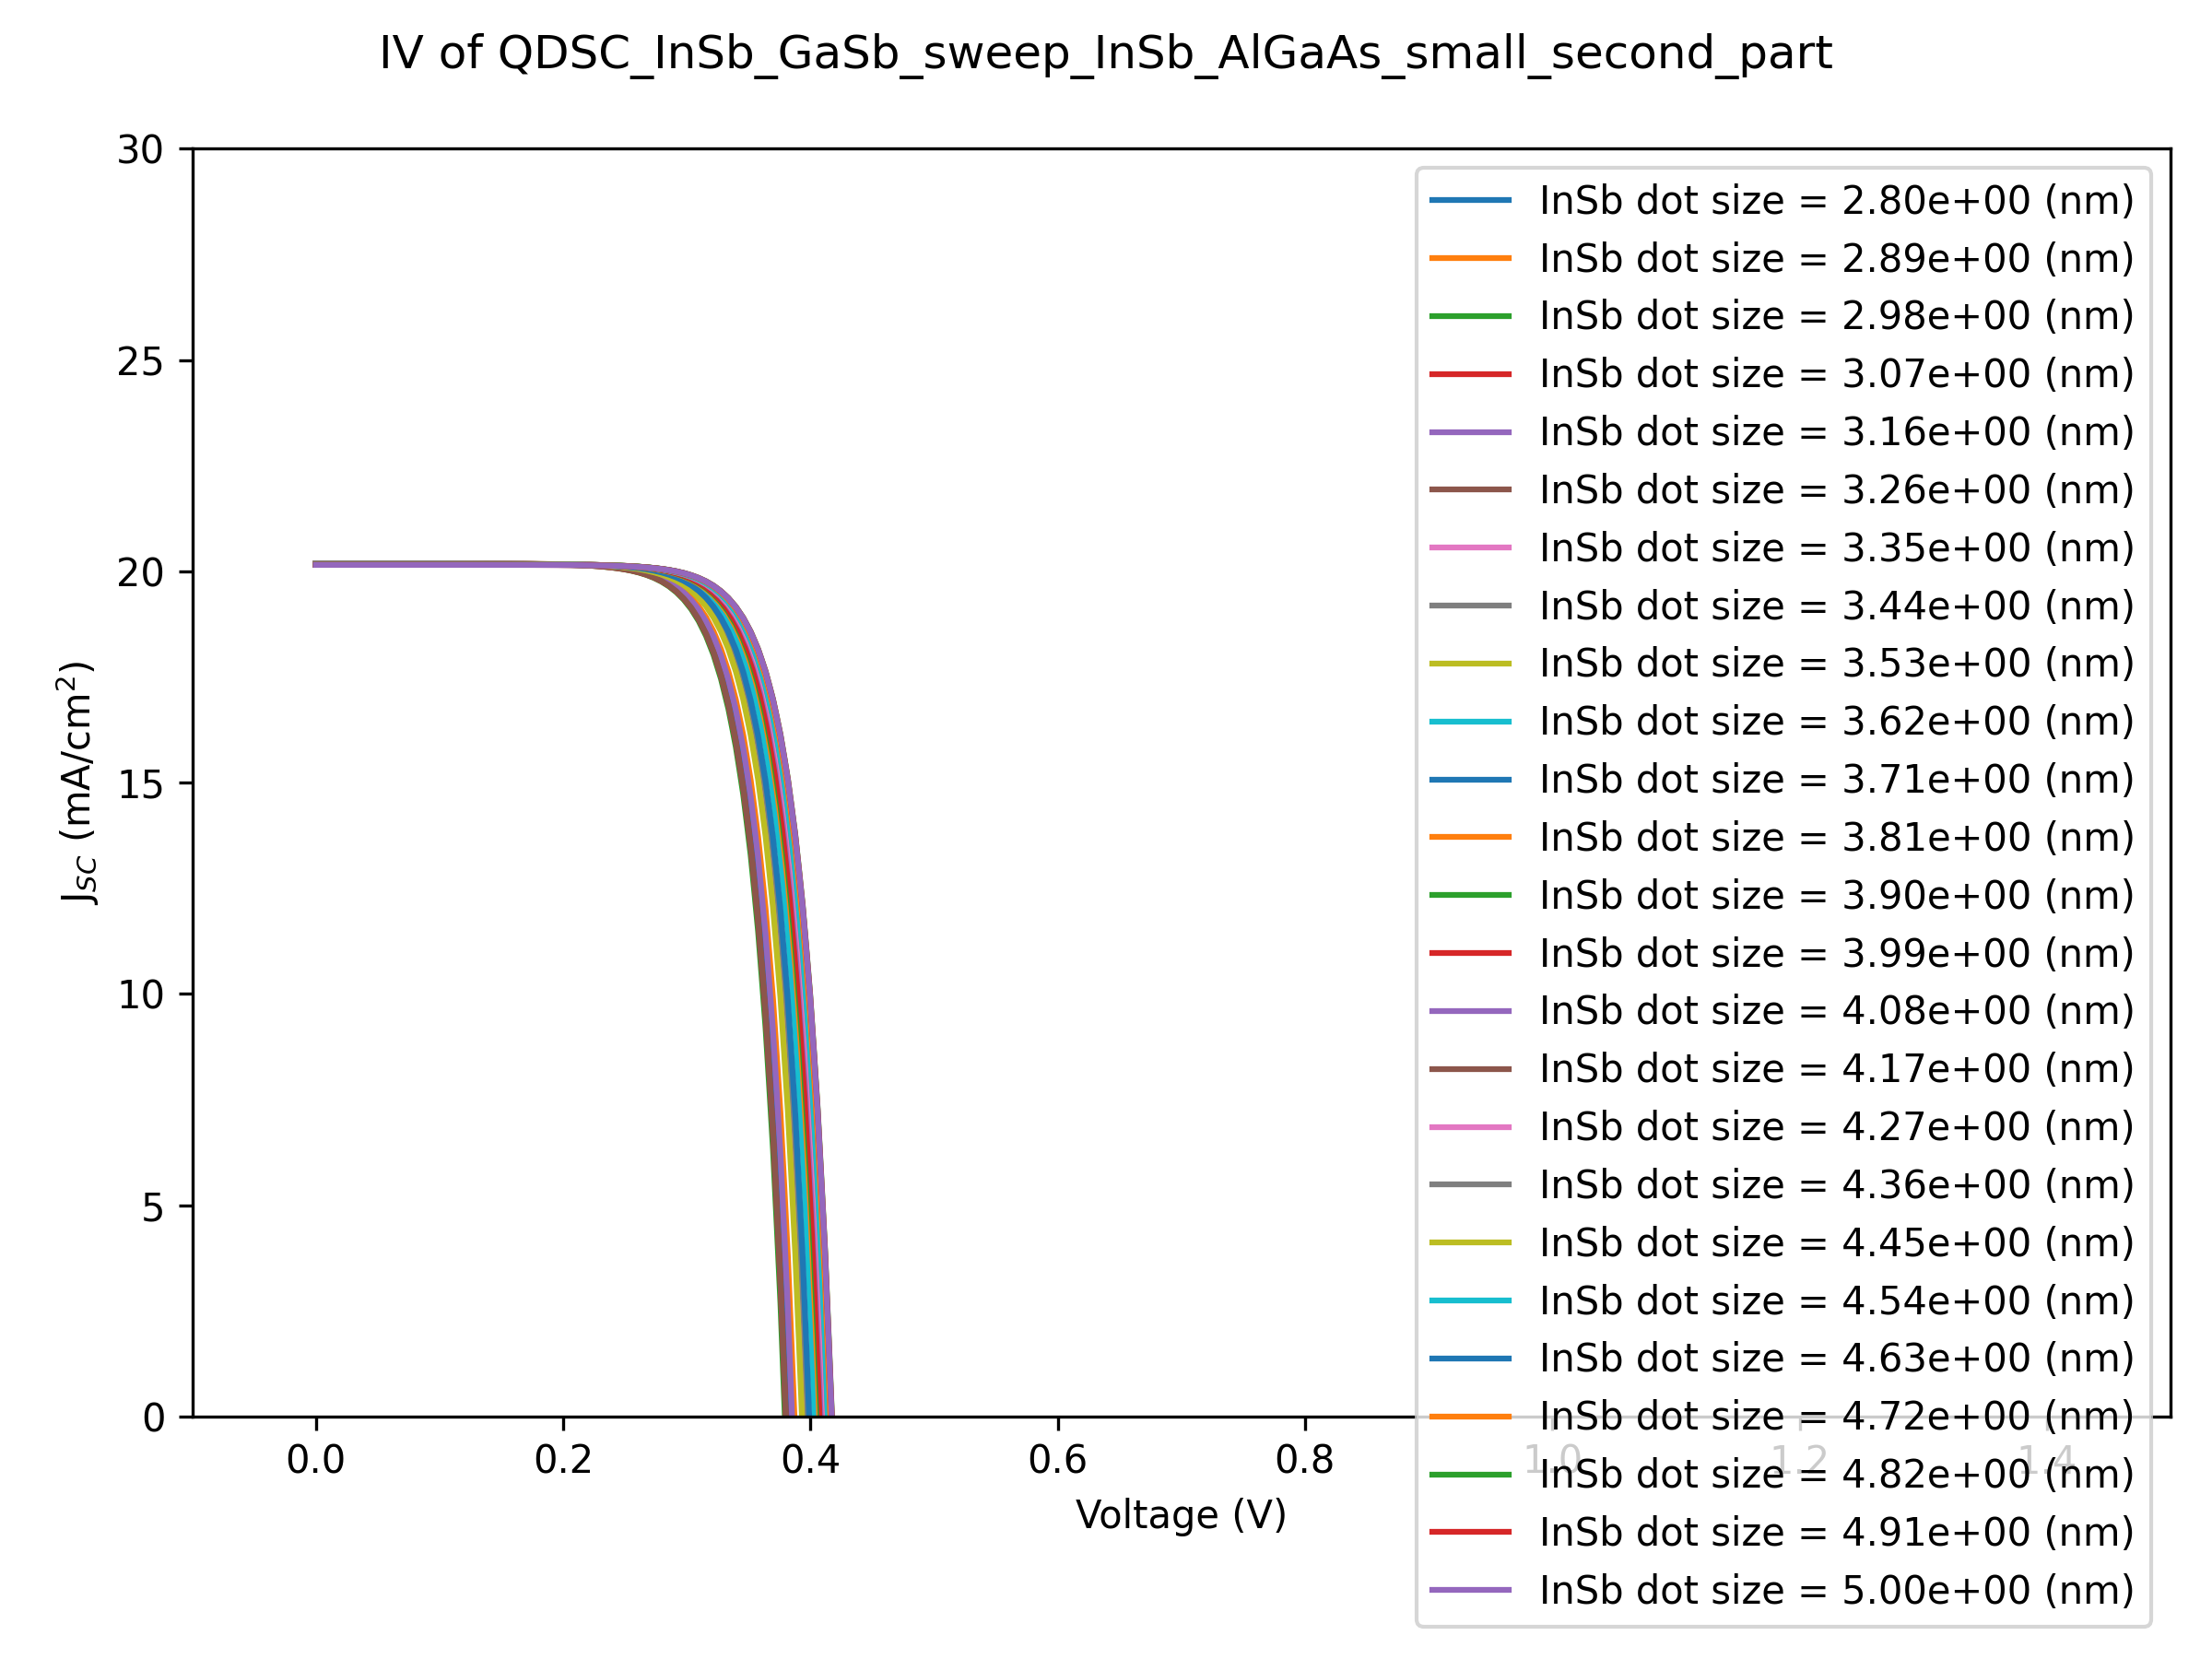 IV of QDSC_InSb_GaSb_sweep_InSb_AlGaAs_small_second_part
30
25
20
15
10
5
0
J_SC (mA/cm²)
0.0 0.2 0.4 0.6 0.8 1.0 1.2 1.4
Voltage (V)
InSb dot size = 2.80e+00 (nm)
InSb dot size = 2.89e+00 (nm)
InSb dot size = 2.98e+00 (nm)
InSb dot size = 3.07e+00 (nm)
InSb dot size = 3.16e+00 (nm)
InSb dot size = 3.26e+00 (nm)
InSb dot size = 3.35e+00 (nm)
InSb dot size = 3.44e+00 (nm)
InSb dot size = 3.53e+00 (nm)
InSb dot size = 3.62e+00 (nm)
InSb dot size = 3.71e+00 (nm)
InSb dot size = 3.81e+00 (nm)
InSb dot size = 3.90e+00 (nm)
InSb dot size = 3.99e+00 (nm)
InSb dot size = 4.08e+00 (nm)
InSb dot size = 4.17e+00 (nm)
InSb dot size = 4.27e+00 (nm)
InSb dot size = 4.36e+00 (nm)
InSb dot size = 4.45e+00 (nm)
InSb dot size = 4.54e+00 (nm)
InSb dot size = 4.63e+00 (nm)
InSb dot size = 4.72e+00 (nm)
InSb dot size = 4.82e+00 (nm)
InSb dot size = 4.91e+00 (nm)
InSb dot size = 5.00e+00 (nm)